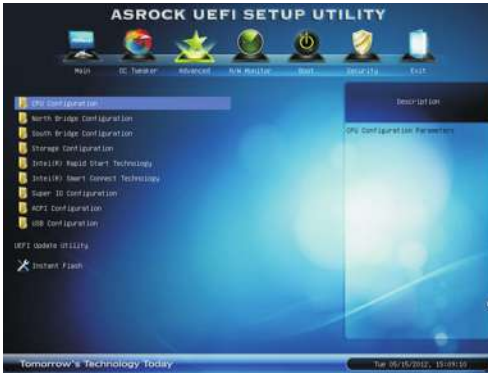 ASROCK UEFI SETUP UTILITY
Main
OC Tweaker
Advanced
H/W Monitor
Boot
Security
Exit
CPU Configuration
North Bridge Configuration
South Bridge Configuration
Storage Configuration
Intel(R) Rapid Start Technology
Intel(R) Smart Connect Technology
Super IO Configuration
ACPI Configuration
USB Configuration
UEFI Update Utility
Instant Flash
Description
CPU Configuration Parameters
Tomorrow's Technology Today
Tue 05/15/2012, 15:09:10